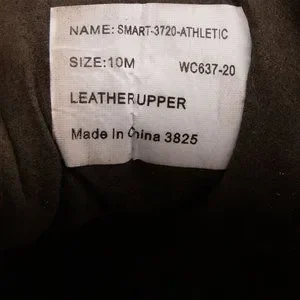 NAME: SMART-3720-ATHLETIC
SIZE: 10M WC637-20
LEATHERUPPER
Made In China 3825